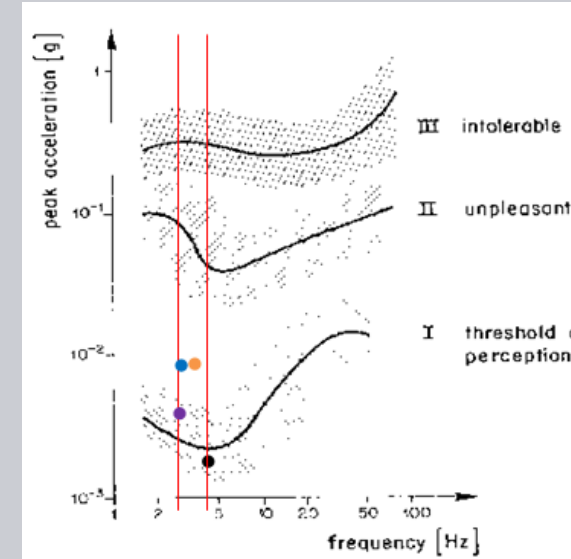 peak acceleration [g]
1
III intolerable
10⁻¹
II unpleasant
10⁻²
I threshold
perception
10⁻³
1 2 5 10 20 50 100
frequency [Hz]